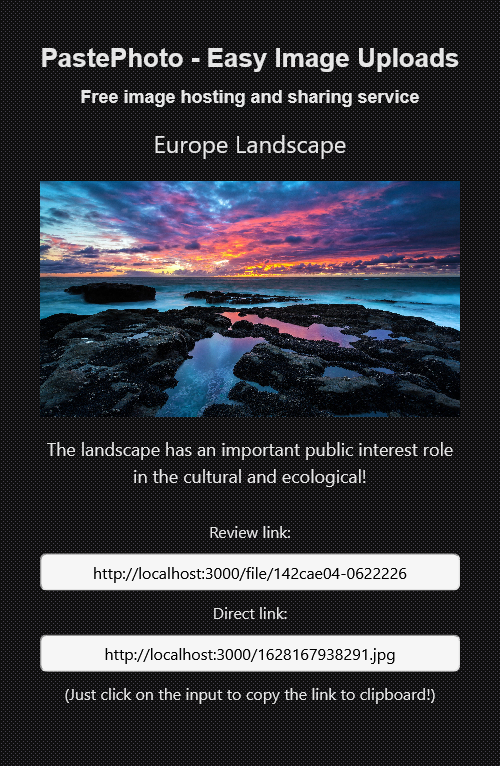 PastePhoto - Easy Image Uploads
Free image hosting and sharing service
Europe Landscape
The landscape has an important public interest role
in the cultural and ecological!
Review link:
http://localhost:3000/file/142cae04-0622226
Direct link:
http://localhost:3000/1628167938291.jpg
(Just click on the input to copy the link to clipboard!)